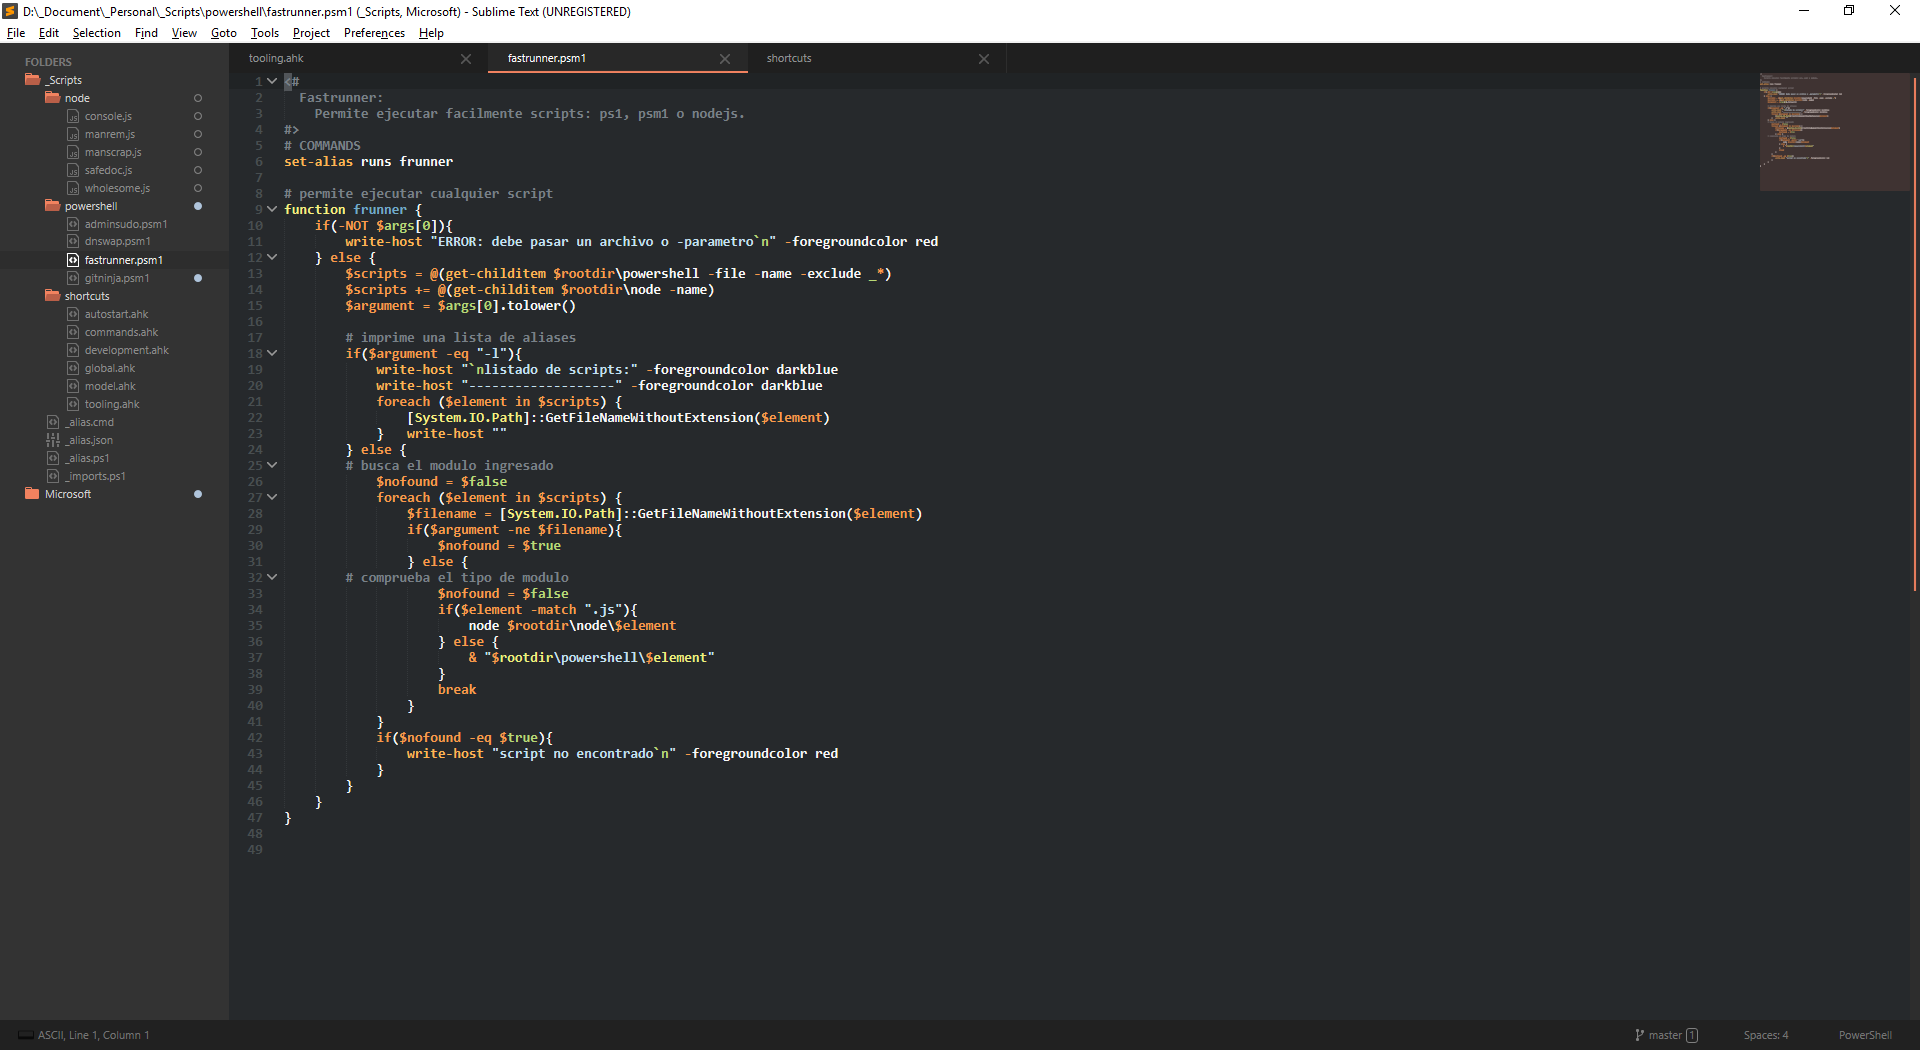 D:\_Document\_Personal\_Scripts\powershell\fastrunner.psm1 (_Scripts, Microsoft) - Sublime Text (UNREGISTERED)
File Edit Selection Find View Goto Tools Project Preferences Help
FOLDERS
_Scripts
node
console.js
manrem.js
manscrap.js
safedoc.js
wholesome.js
powershell
adminsudo.psm1
dnswap.psm1
fastrunner.psm1
gitninja.psm1
shortcuts
autostart.ahk
commands.ahk
development.ahk
global.ahk
model.ahk
tooling.ahk
_alias.cmd
_alias.json
_alias.ps1
_imports.ps1
Microsoft
tooling.ahk fastrunner.psm1 shortcuts
1 <#
2   Fastrunner:
3     Permite ejecutar facilmente scripts: ps1, psm1 o nodejs.
4 #>
5 # COMMANDS
6 set-alias runs frunner
7
8 # permite ejecutar cualquier script
9 function frunner {
10     if(-NOT $args[0]){
11         write-host "ERROR: debe pasar un archivo o -parametro`n" -foregroundcolor red
12     } else {
13         $scripts = @(get-childitem $rootdir\powershell -file -name -exclude _*)
14         $scripts += @(get-childitem $rootdir\node -name)
15         $argument = $args[0].tolower()
16
17         # imprime una lista de aliases
18         if($argument -eq "-l"){
19             write-host "`nlistado de scripts:" -foregroundcolor darkblue
20             write-host "-------------------" -foregroundcolor darkblue
21             foreach ($element in $scripts) {
22                 [System.IO.Path]::GetFileNameWithoutExtension($element)
23             }   write-host ""
24         } else {
25         # busca el modulo ingresado
26             $nofound = $false
27             foreach ($element in $scripts) {
28                 $filename = [System.IO.Path]::GetFileNameWithoutExtension($element)
29                 if($argument -ne $filename){
30                     $nofound = $true
31                 } else {
32         # comprueba el tipo de modulo
33                     $nofound = $false
34                     if($element -match ".js"){
35                         node $rootdir\node\$element
36                     } else {
37                         & "$rootdir\powershell\$element"
38                     }
39                     break
40                 }
41             }
42             if($nofound -eq $true){
43                 write-host "script no encontrado`n" -foregroundcolor red
44             }
45         }
46     }
47 }
48
49
ASCII, Line 1, Column 1 master 1 Spaces: 4 PowerShell